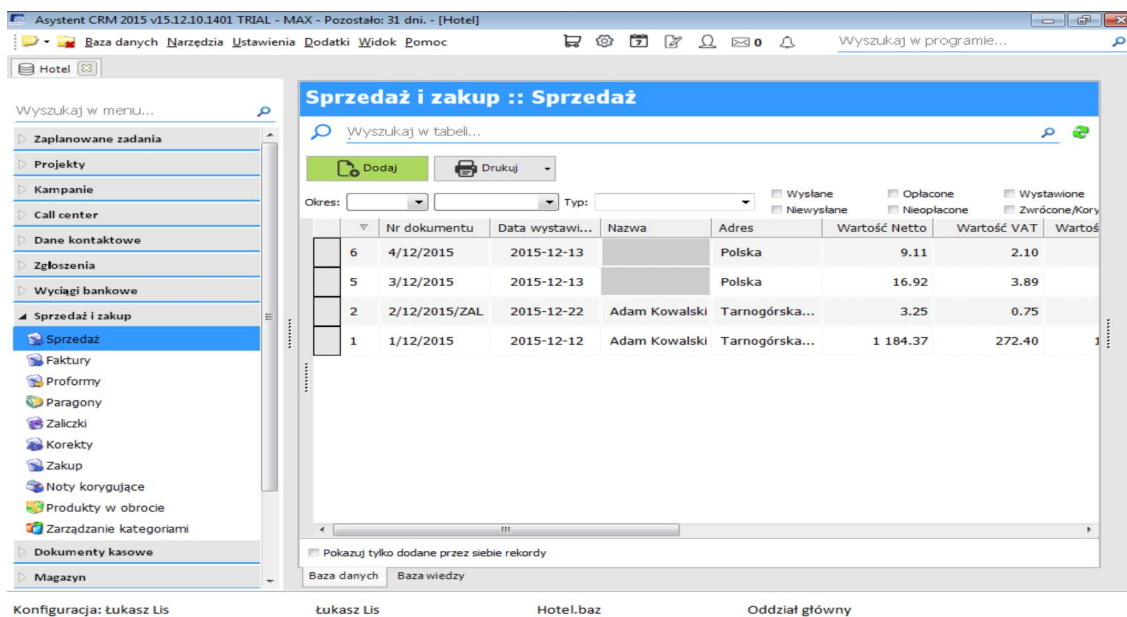 Asystent CRM 2015 v15.12.10.1401 TRIAL - MAX - Pozostało: 31 dni. - [Hotel]
Baza danych Narzędzia Ustawienia Dodatki Widok Pomoc 7 0 Wyszukaj w programie...
Hotel
Wyszukaj w menu...
Zaplanowane zadania
Projekty
Kampanie
Call center
Dane kontaktowe
Zgłoszenia
Wyciągi bankowe
Sprzedaż i zakup
Sprzedaż
Faktury
Proformy
Paragony
Zaliczki
Korekty
Zakup
Noty korygujące
Produkty w obrocie
Zarządzanie kategoriami
Dokumenty kasowe
Magazyn
Sprzedaż i zakup :: Sprzedaż
Wyszukaj w tabeli...
Dodaj Drukuj
Okres: Typ: Wysłane Opłacone Wystawione
Niewysłane Nieopłacone Zwrócone/Kory
Nr dokumentu Data wystawi... Nazwa Adres Wartość Netto Wartość VAT Wartoś
6 4/12/2015 2015-12-13 Polska 9.11 2.10
5 3/12/2015 2015-12-13 Polska 16.92 3.89
2 2/12/2015/ZAL 2015-12-22 Adam Kowalski Tarnogórska... 3.25 0.75
1 1/12/2015 2015-12-12 Adam Kowalski Tarnogórska... 1 184.37 272.40 1
Pokazuj tylko dodane przez siebie rekordy
Baza danych Baza wiedzy
Konfiguracja: Łukasz Lis Łukasz Lis Hotel.baz Oddział główny